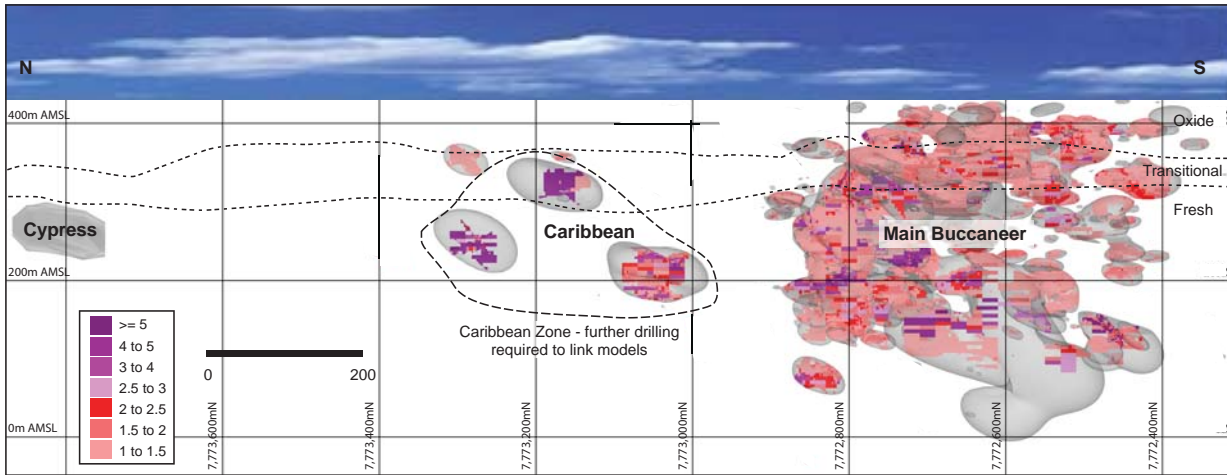 N
S
400m AMSL
Oxide
Transitional
Fresh
Cypress
Caribbean
Main Buccaneer
200m AMSL
Caribbean Zone - further drilling
required to link models
>= 5
4 to 5
3 to 4
2.5 to 3
2 to 2.5
1.5 to 2
1 to 1.5
0
200
0m AMSL
7,773,600mN
7,773,400mN
7,773,200mN
7,773,000mN
7,772,800mN
7,772,600mN
7,772,400mN